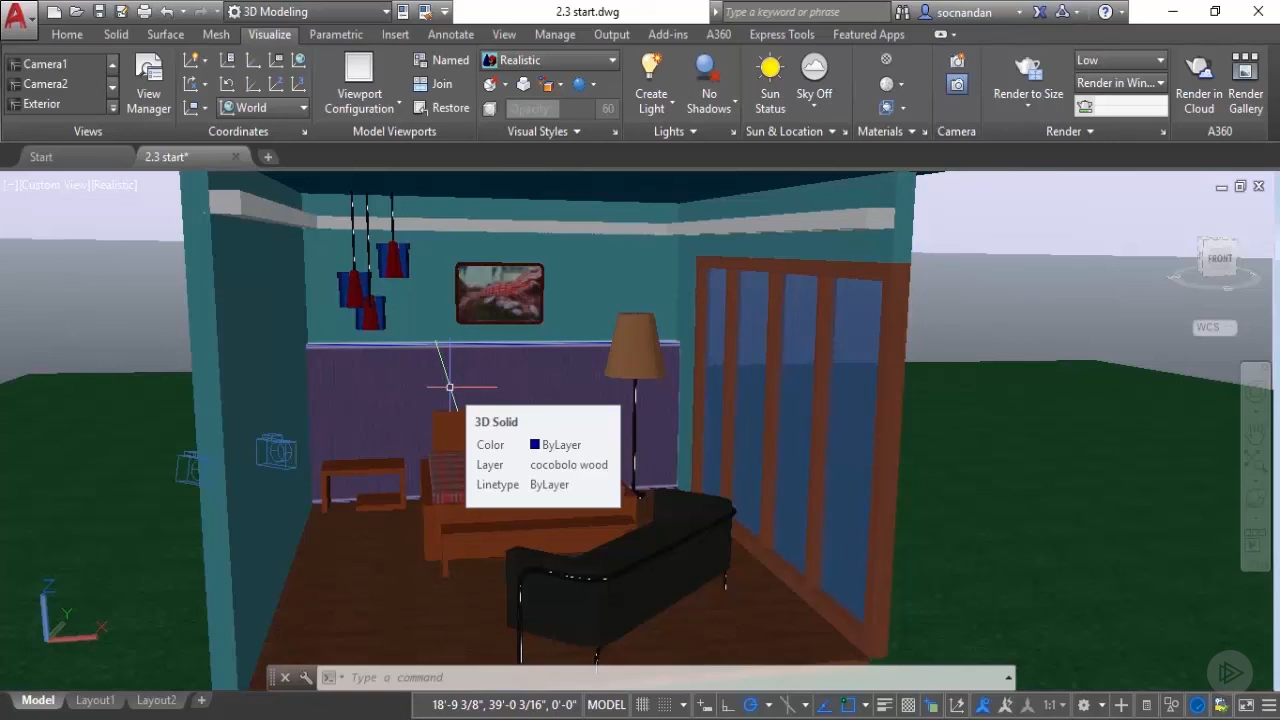 3D Modeling
2.3 start.dwg
Type a keyword or phrase
socnandan
Home Solid Surface Mesh Visualize Parametric Insert Annotate View Manage Output Add-ins A360 Express Tools Featured Apps
Camera1
Camera2
Exterior
View
Manager
World
Viewport
Configuration
Named
Join
Restore
Realistic
Opacity 60
Create
Light
No
Shadows
Sun
Status
Sky Off
Render to Size
Low
Render in Win...
Render in
Cloud
Render
Gallery
Views Coordinates Model Viewports Visual Styles Lights Sun & Location Materials Camera Render A360
Start 2.3 start*
[−][Custom View][Realistic]
FRONT
WCS
3D Solid
Color ByLayer
Layer cocobolo wood
Linetype ByLayer
Z
Y
X
Type a command
Model Layout1 Layout2 18'-9 3/8", 39'-0 3/16", 0'-0" MODEL 1:1